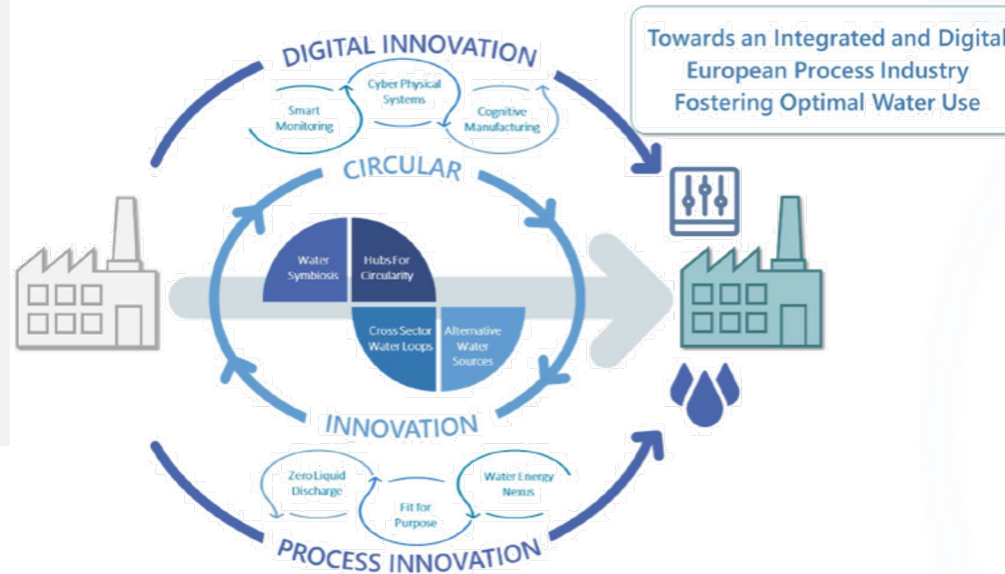 Towards an Integrated and Digital
European Process Industry
Fostering Optimal Water Use
DIGITAL INNOVATION
Smart
Monitoring
Cyber Physical
Systems
Cognitive
Manufacturing
CIRCULAR
Water
Symbiosis
Hubs For
Circularity
Cross Sector
Water Loops
Alternative
Water
Sources
INNOVATION
Zero Liquid
Discharge
Fit for
Purpose
Water Energy
Nexus
PROCESS INNOVATION